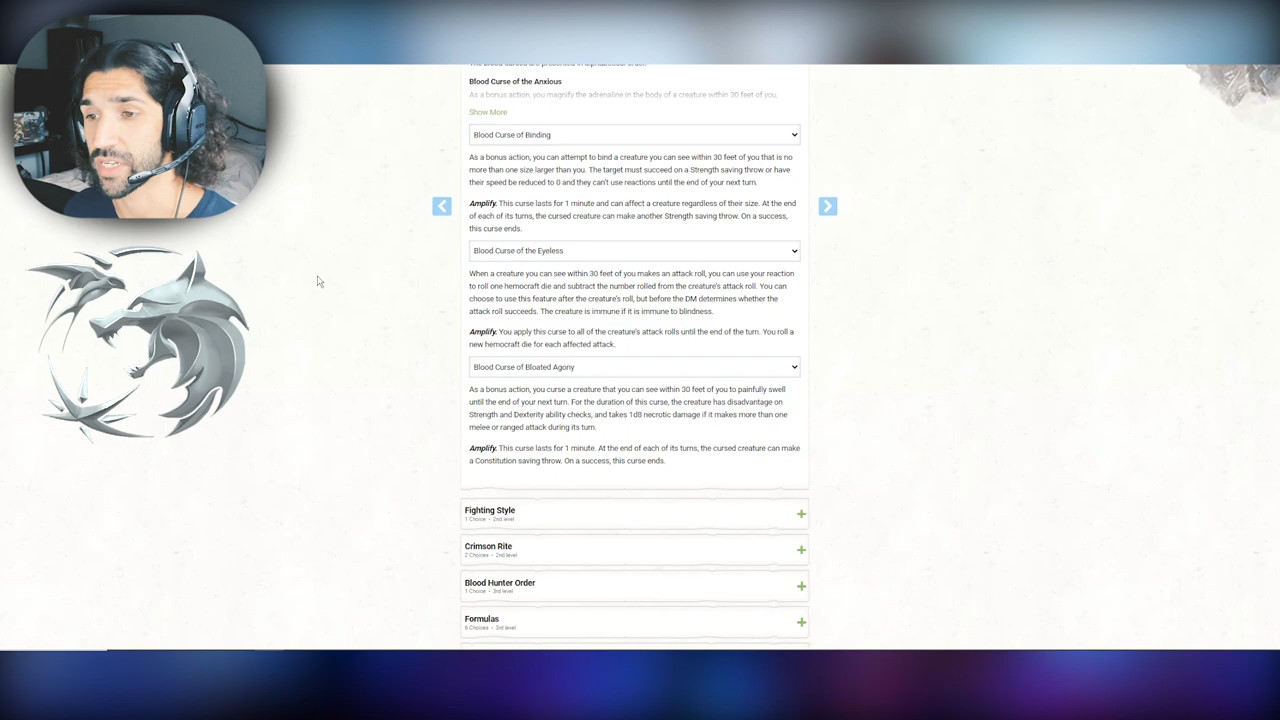 Blood Curse of the Anxious
As a bonus action, you magnify the adrenaline in the body of a creature within 30 feet of you,
Show More
Blood Curse of Binding
As a bonus action, you can attempt to bind a creature you can see within 30 feet of you that is no
more than one size larger than you. The target must succeed on a Strength saving throw or have
their speed be reduced to 0 and they can't use reactions until the end of your next turn.
Amplify. This curse lasts for 1 minute and can affect a creature regardless of their size. At the end
of each of its turns, the cursed creature can make another Strength saving throw. On a success,
this curse ends.
Blood Curse of the Eyeless
When a creature you can see within 30 feet of you makes an attack roll, you can use your reaction
to roll one hemocraft die and subtract the number rolled from the creature's attack roll. You can
choose to use this feature after the creature's roll, but before the DM determines whether the
attack roll succeeds. The creature is immune if it is immune to blindness.
Amplify. You apply this curse to all of the creature's attack rolls until the end of the turn. You roll a
new hemocraft die for each affected attack.
Blood Curse of Bloated Agony
As a bonus action, you curse a creature that you can see within 30 feet of you to painfully swell
until the end of your next turn. For the duration of this curse, the creature has disadvantage on
Strength and Dexterity ability checks, and takes 1d8 necrotic damage if it makes more than one
melee or ranged attack during its turn.
Amplify. This curse lasts for 1 minute. At the end of each of its turns, the cursed creature can make
a Constitution saving throw. On a success, this curse ends.
Fighting Style
1 Choice • 2nd level
Crimson Rite
2 Choices • 2nd level
Blood Hunter Order
1 Choice • 3rd level
Formulas
6 Choices • 3rd level